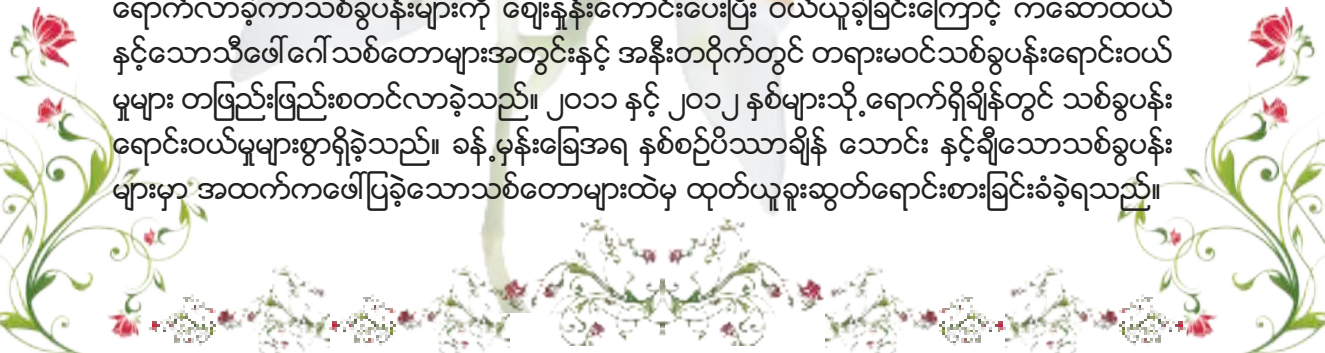 ရောက်လာခဲ့ကာသစ်ခွပန်းများကို ဈေးနှုန်းကောင်းပေးပြီး ဝယ်ယူခဲ့ခြင်းကြောင့် ကဆောထယ်
နှင့်သောသီဖေါ်ဂေါ်သစ်တောများအတွင်းနှင့် အနီးတဝိုက်တွင် တရားမဝင်သစ်ခွပန်းရောင်းဝယ်
မှုများ တဖြည်းဖြည်းစတင်လာခဲ့သည်။ ၂၀၁၁ နှင့် ၂၀၁၂ နှစ်များသို့ရောက်ရှိချိန်တွင် သစ်ခွပန်း
ရောင်းဝယ်မှုများစွာရှိခဲ့သည်။ ခန့်မှန်းခြေအရ နှစ်စဉ်ပိဿာချိန် သောင်း နှင့်ချီသောသစ်ခွပန်း
များမှာ အထက်ကဖေါ်ပြခဲ့သောသစ်တောများထဲမှ ထုတ်ယူခူးဆွတ်ရောင်းစားခြင်းခံခဲ့ရသည်။